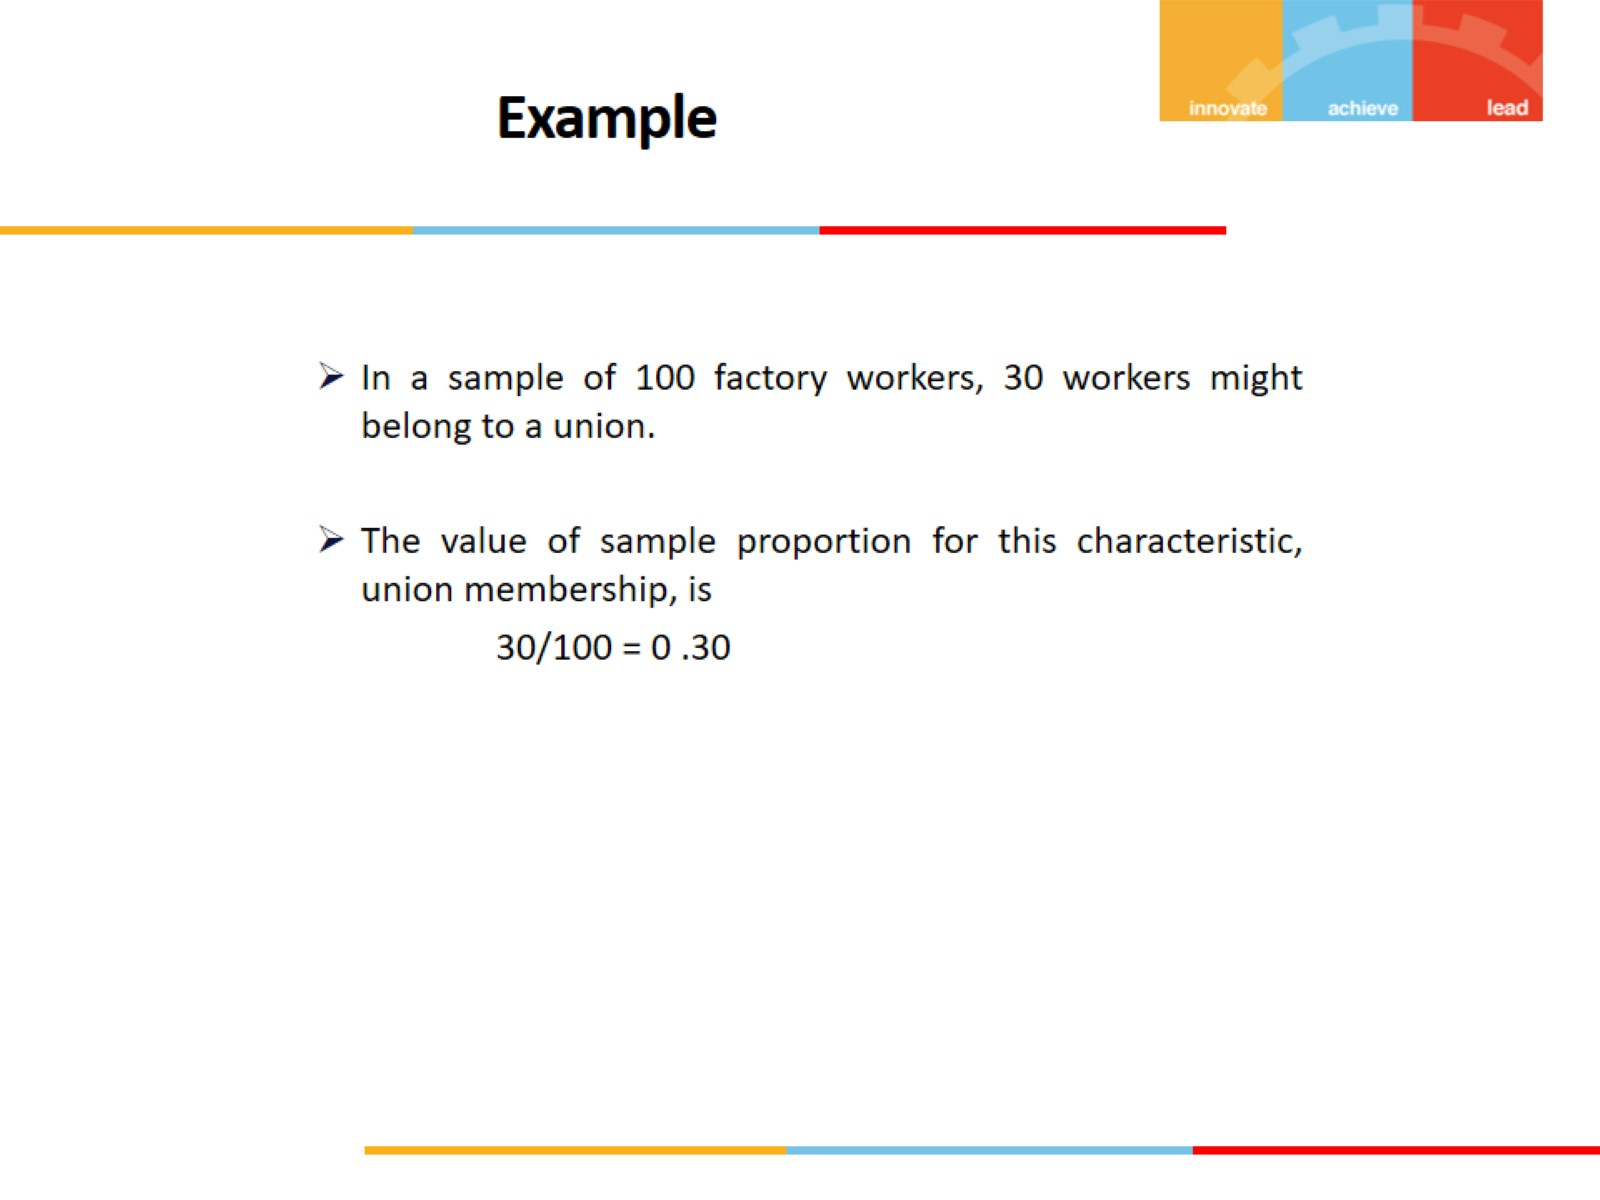 innovate achieve lead
Example
➢ In a sample of 100 factory workers, 30 workers might
belong to a union.
➢ The value of sample proportion for this characteristic,
union membership, is
30/100 = 0 .30